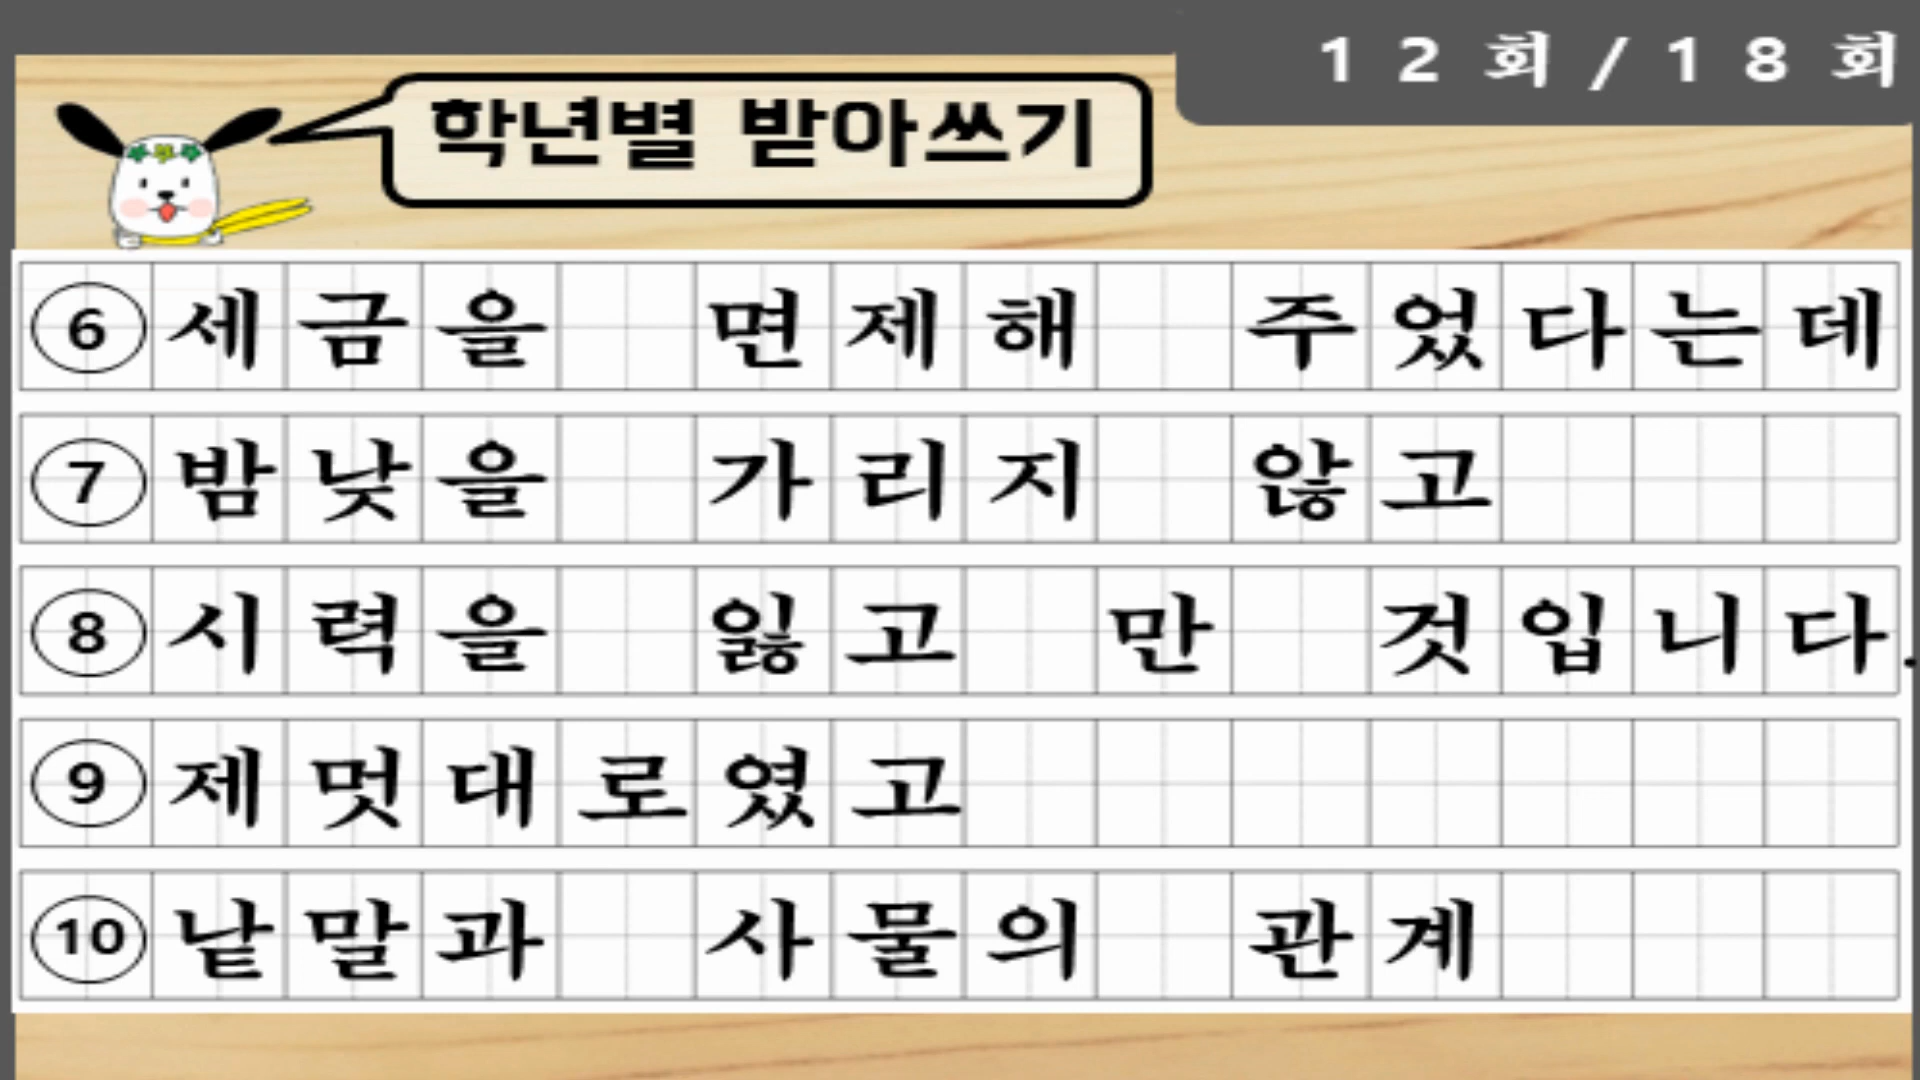 12회/18회
학년별 받아쓰기
⑥ 세금을 면제해 주었다는데
⑦ 밤낮을 가리지 않고
⑧ 시력을 잃고 만 것입니다.
⑨ 제멋대로였고
⑩ 낱말과 사물의 관계